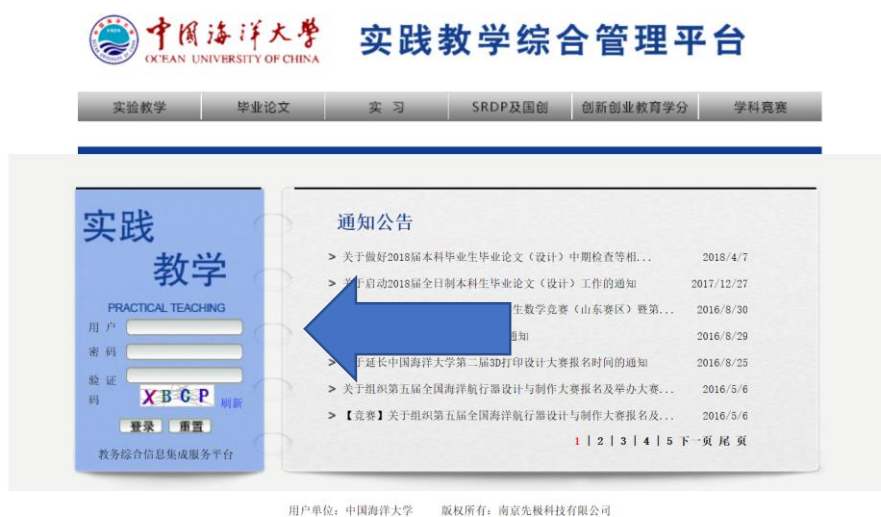 中国海洋大學
OCEAN UNIVERSITY OF CHINA
实践教学综合管理平台
实验教学 毕业论文 实 习 SRDP及国创 创新创业教育学分 学科竞赛
实践
教学
PRACTICAL TEACHING
用 户
密 码
验 证
码
XBCP 刷新
登录 重置
教务综合信息集成服务平台
通知公告
> 关于做好2018届本科毕业生毕业论文（设计）中期检查等相... 2018/4/7
> 关于启动2018届全日制本科生毕业论文（设计）工作的通知 2017/12/27
生数学竞赛（山东赛区）暨第... 2016/8/30
通知 2016/8/29
> 关于延长中国海洋大学第二届3D打印设计大赛报名时间的通知 2016/8/25
> 关于组织第五届全国海洋航行器设计与制作大赛报名及举办大赛... 2016/5/6
> 【竞赛】关于组织第五届全国海洋航行器设计与制作大赛报名及... 2016/5/6
1 | 2 | 3 | 4 | 5 下一页 尾 页
用户单位：中国海洋大学 版权所有：南京先极科技有限公司